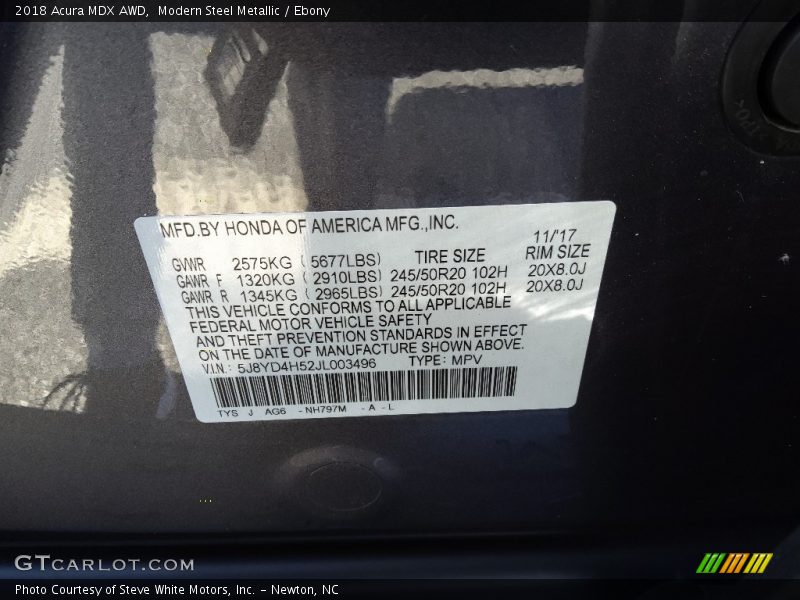 2018 Acura MDX AWD,  Modern Steel Metallic / Ebony
MFD.BY HONDA OF AMERICA MFG.,INC.
11/'17
GVWR 2575KG ( 5677LBS) TIRE SIZE RIM SIZE
GAWR F 1320KG ( 2910LBS) 245/50R20 102H 20X8.0J
GAWR R 1345KG ( 2965LBS) 245/50R20 102H 20X8.0J
THIS VEHICLE CONFORMS TO ALL APPLICABLE
FEDERAL MOTOR VEHICLE SAFETY
AND THEFT PREVENTION STANDARDS IN EFFECT
ON THE DATE OF MANUFACTURE SHOWN ABOVE.
V.I.N.: 5J8YD4H52JL003496 TYPE: MPV
TYS J AG6 - NH797M - A - L
GTCARLOT.COM
Photo Courtesy of Steve White Motors, Inc. – Newton, NC